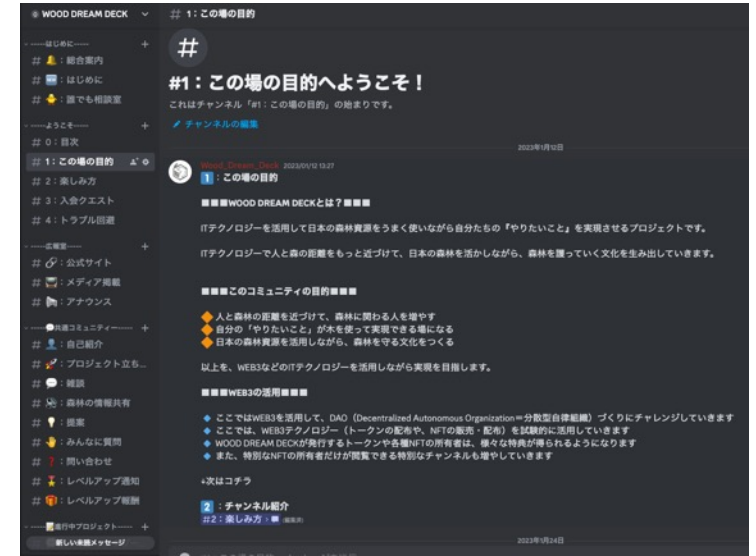 WOOD DREAM DECK
-----はじめに-----
# 🔔：総合案内
# 🆕：はじめに
# 👶：誰でも相談室
-----ようこそ-----
# 0：目次
# 1：この場の目的
# 2：楽しみ方
# 3：入会クエスト
# 4：トラブル回避
-----広報室-----
# 🔗：公式サイト
# 📰：メディア掲載
# アナウンス
-----💬共通コミュニティー-----
# 👤：自己紹介
# 🚀：プロジェクト立ち...
# 💬：雑談
# 森林の情報共有
# 💡：提案
# 👋：みんなに質問
# ❓：問い合わせ
# 🎖：レベルアップ通知
# 🎁：レベルアップ報酬
-----📝進行中プロジェクト-----
新しい未読メッセージ
# 1：この場の目的
#
#1：この場の目的へようこそ！
これはチャンネル「#1：この場の目的」の始まりです。
チャンネルの編集
2023年1月12日
Wood_Dream_Deck 2023/01/12 13:27
1️⃣：この場の目的
■■■WOOD DREAM DECKとは？■■■
ITテクノロジーを活用して日本の森林資源をうまく使いながら自分たちの『やりたいこと』を実現させるプロジェクトです。
ITテクノロジーで人と森の距離をもっと近づけて、日本の森林を活かしながら、森林を護っていく文化を生み出していきます。
■■■このコミュニティの目的■■■
🔶人と森林の距離を近づけて、森林に関わる人を増やす
🔶自分の「やりたいこと」が木を使って実現できる場になる
🔶日本の森林資源を活用しながら、森林を守る文化をつくる
以上を、WEB3などのITテクノロジーを活用しながら実現を目指します。
■■■WEB3の活用■■■
🔹ここではWEB3を活用して、DAO（Decentralized Autonomous Organization＝分散型自律組織）づくりにチャレンジしていきます
🔹ここでは、WEB3テクノロジー（トークンの配布や、NFTの販売・配布）を試験的に活用していきます
🔹WOOD DREAM DECKが発行するトークンや各種NFTの所有者は、様々な特典が得られるようになります
🔹また、特別なNFTの所有者だけが閲覧できる特別なチャンネルも増やしていきます
↓次はコチラ
2️⃣：チャンネル紹介
#2：楽しみ方 (編集済)
2023年1月24日